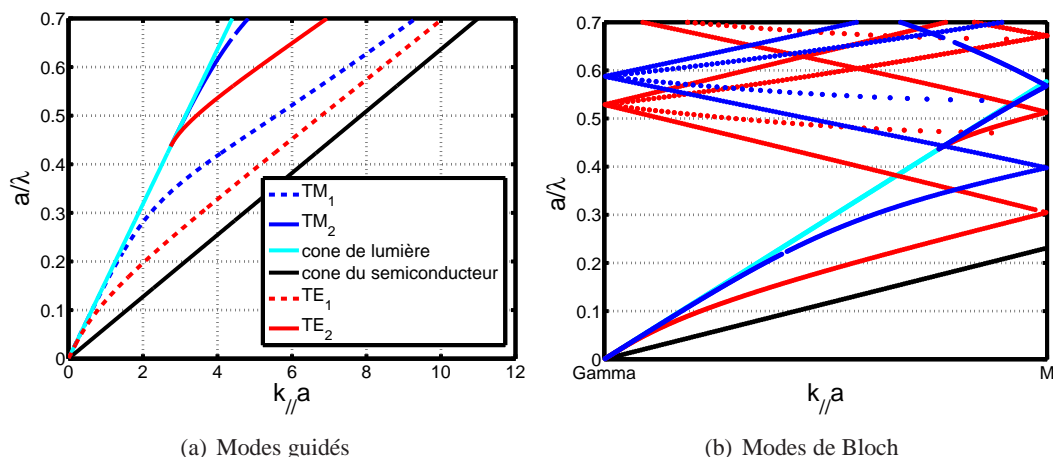 a/λ
0.7
0.6
0.5
0.4
0.3
0.2
0.1
0
0 2 4 6 8 10 12
k//a
TM1
TM2
cone de lumière
cone du semiconducteur
TE1
TE2
(a) Modes guidés
a/λ
0.7
0.6
0.5
0.4
0.3
0.2
0.1
0
Gamma M
k//a
(b) Modes de Bloch